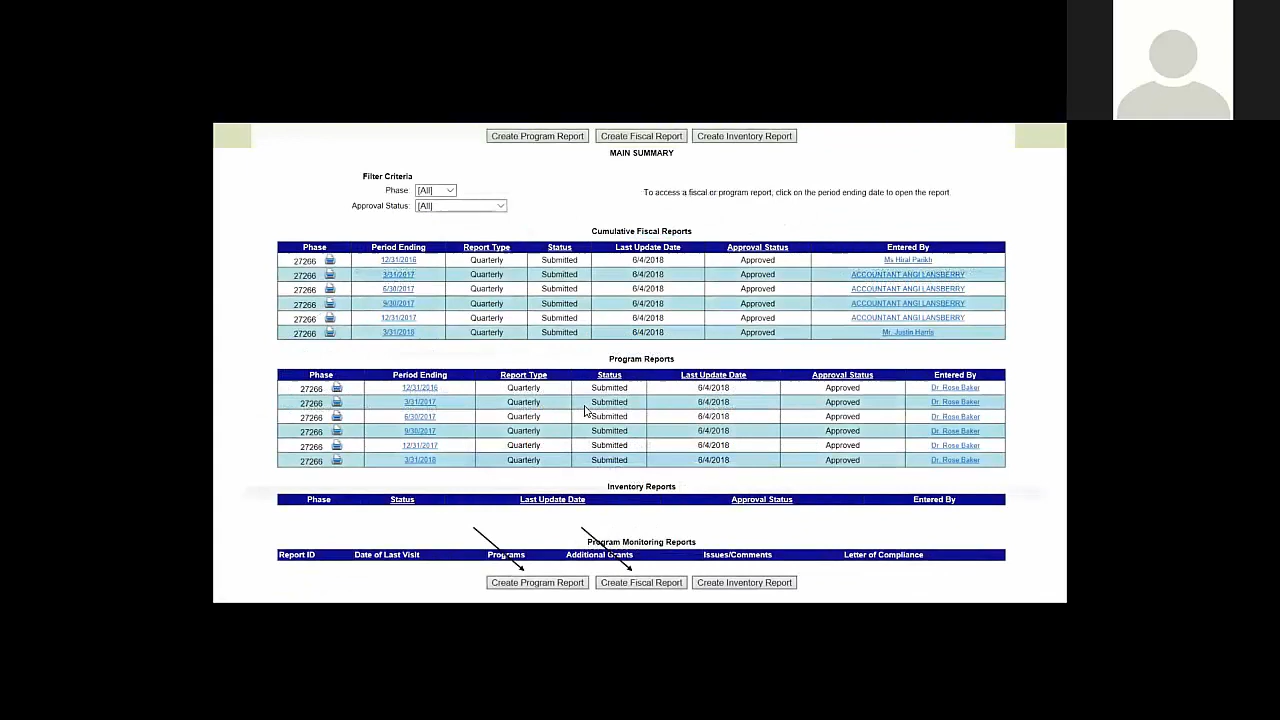 Create Program Report Create Fiscal Report Create Inventory Report
MAIN SUMMARY
Filter Criteria
Phase [All]
To access a fiscal or program report, click on the period ending date to open the report.
Approval Status: [All]
Cumulative Fiscal Reports
Phase Period Ending Report Type Status Last Update Date Approval Status Entered By
27266 12/31/2016 Quarterly Submitted 6/4/2018 Approved Ms Hiral Parikh
27266 3/31/2017 Quarterly Submitted 6/4/2018 Approved ACCOUNTANT ANGI LANSBERRY
27266 6/30/2017 Quarterly Submitted 6/4/2018 Approved ACCOUNTANT ANGI LANSBERRY
27266 9/30/2017 Quarterly Submitted 6/4/2018 Approved ACCOUNTANT ANGI LANSBERRY
27266 12/31/2017 Quarterly Submitted 6/4/2018 Approved ACCOUNTANT ANGI LANSBERRY
27266 3/31/2018 Quarterly Submitted 6/4/2018 Approved Mr. Justin Harris
Program Reports
Phase Period Ending Report Type Status Last Update Date Approval Status Entered By
27266 12/31/2016 Quarterly Submitted 6/4/2018 Approved Dr. Rose Baker
27266 3/31/2017 Quarterly Submitted 6/4/2018 Approved Dr. Rose Baker
27266 6/30/2017 Quarterly Submitted 6/4/2018 Approved Dr. Rose Baker
27266 9/30/2017 Quarterly Submitted 6/4/2018 Approved Dr. Rose Baker
27266 12/31/2017 Quarterly Submitted 6/4/2018 Approved Dr. Rose Baker
27266 3/31/2018 Quarterly Submitted 6/4/2018 Approved Dr. Rose Baker
Inventory Reports
Phase Status Last Update Date Approval Status Entered By
Program Monitoring Reports
Report ID Date of Last Visit Programs Additional Grants Issues/Comments Letter of Compliance
Create Program Report Create Fiscal Report Create Inventory Report